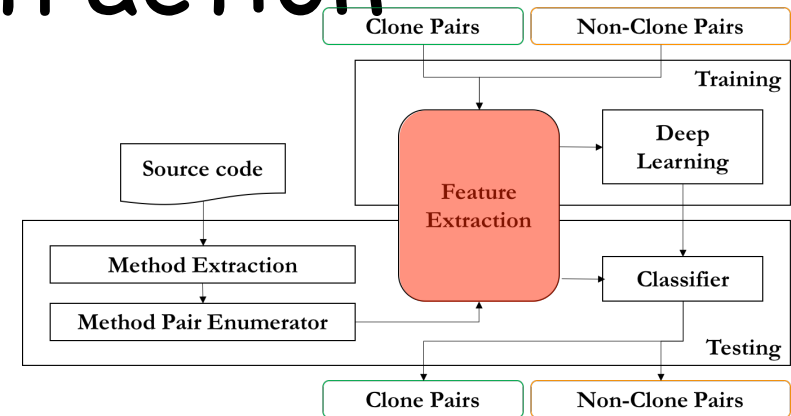 Clone Pairs
Non-Clone Pairs
Training
Deep
Learning
Source code
Feature
Extraction
Method Extraction
Classifier
Method Pair Enumerator
Testing
Clone Pairs
Non-Clone Pairs